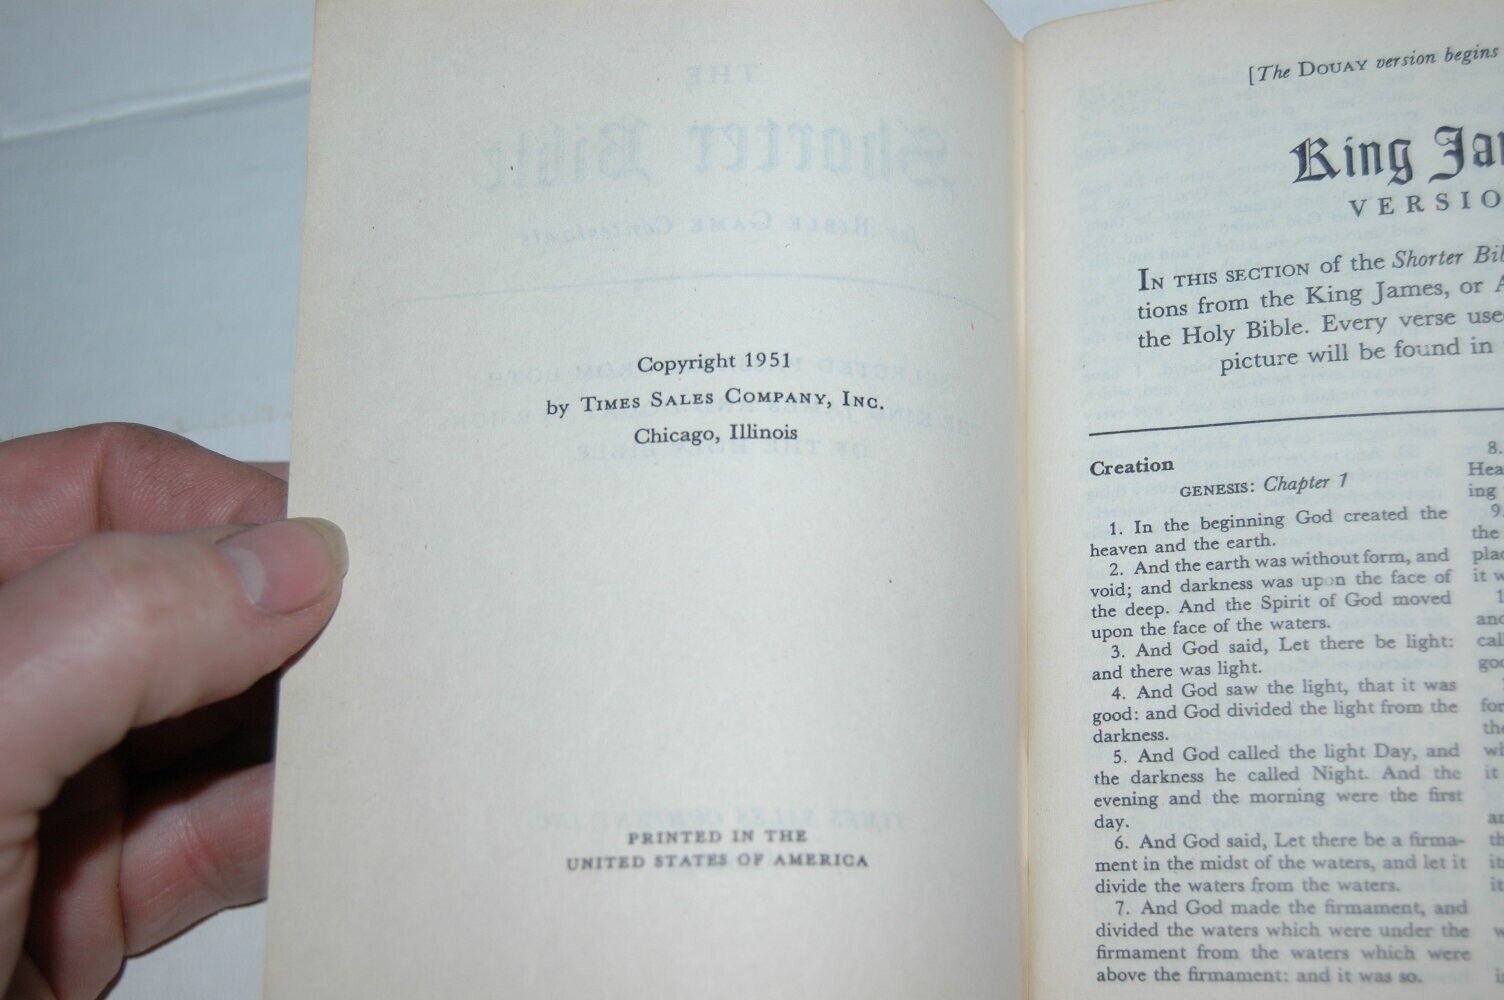 Copyright 1951
by TIMES SALES COMPANY, INC.
Chicago, Illinois
PRINTED IN THE
UNITED STATES OF AMERICA
[The DOUAY version begins
King
VERSIO
IN THIS SECTION of the Shorter
tions from the King James, or
the Holy Bible. Every verse
picture will be found in
Creation
GENESIS: Chapter 1
1. In the beginning God created the
heaven and the earth.
2. And the earth was without form, and
void; and darkness was upon the face of
the deep. And the Spirit of God moved
upon the face of the waters.
3. And God said, Let there be light:
and there was light.
4. And God saw the light, that it was
good: and God divided the light from the
darkness.
5. And God called the light Day, and
the darkness he called Night. And the
evening and the morning were the first
day.
6. And God said, Let there be a firma-
ment in the midst of the waters, and let it
divide the waters from the waters.
7. And God made the firmament, and
divided the waters which were under the
firmament from the waters which were
above the firmament: and it was so.
8.
Hea
ing
9.
the
plac
it w